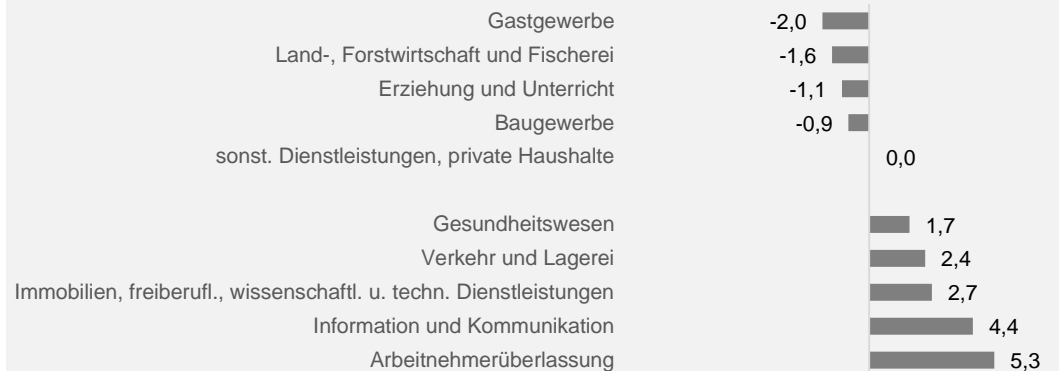 Gastgewerbe -2,0
Land-, Forstwirtschaft und Fischerei -1,6
Erziehung und Unterricht -1,1
Baugewerbe -0,9
sonst. Dienstleistungen, private Haushalte 0,0
Gesundheitswesen 1,7
Verkehr und Lagerei 2,4
Immobilien, freiberufl., wissenschaftl. u. techn. Dienstleistungen 2,7
Information und Kommunikation 4,4
Arbeitnehmerüberlassung 5,3